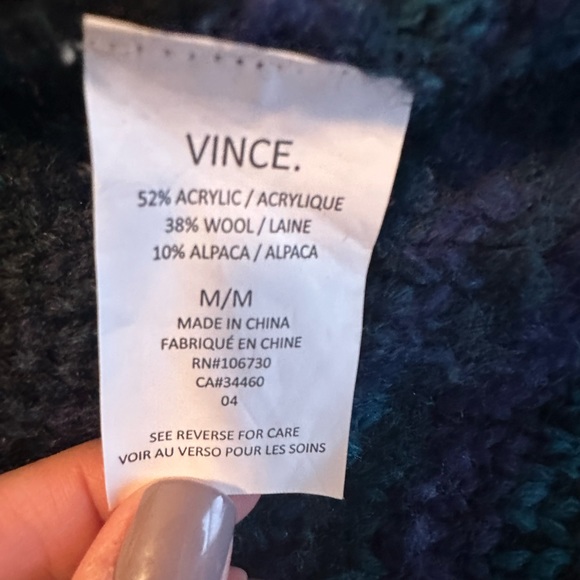 VINCE.
52% ACRYLIC / ACRYLIQUE
38% WOOL / LAINE
10% ALPACA / ALPACA
M/M
MADE IN CHINA
FABRIQUÉ EN CHINE
RN#106730
CA#34460
04
SEE REVERSE FOR CARE
VOIR AU VERSO POUR LES SOINS